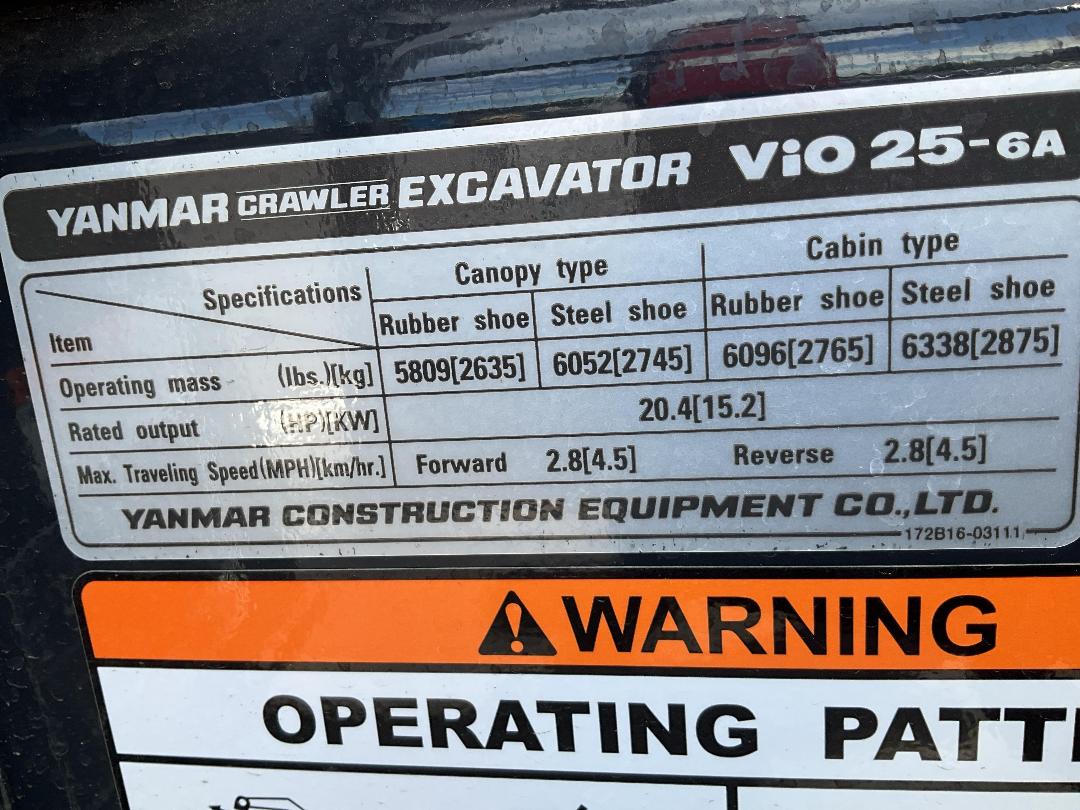 YANMAR CRAWLER EXCAVATOR ViO 25-6A
Specifications Canopy type Cabin type
Item Rubber shoe Steel shoe Rubber shoe Steel shoe
Operating mass (lbs.)[kg] 5809[2635] 6052[2745] 6096[2765] 6338[2875]
Rated output (HP)[KW] 20.4[15.2]
Max. Traveling Speed(MPH)[km/hr.] Forward 2.8[4.5] Reverse 2.8[4.5]
YANMAR CONSTRUCTION EQUIPMENT CO.,LTD.
172B16-03111
WARNING
OPERATING